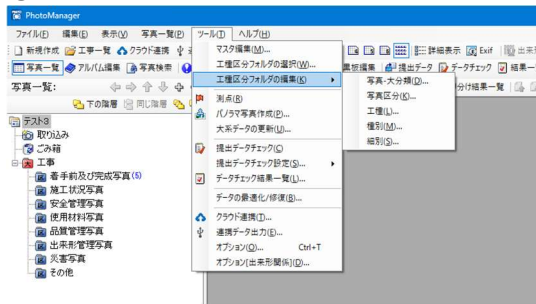 PhotoManager
ファイル(F) 編集(E) 表示(V) 写真一覧(P) ツール(T) ヘルプ(H)
新規作成 工事一覧 クラウド連携 詳細表示 Exif
写真一覧 アルバム編集 写真検索 黒板編集 提出データ データチェック 結果一
写真一覧: 分け結果一覧
下の階層 同じ階層
テスト3
取り込み
ごみ箱
工事
着手前及び完成写真(5)
施工状況写真
安全管理写真
使用材料写真
品質管理写真
出来形管理写真
災害写真
その他
マスタ編集(M)...
工種区分フォルダの選択(W)...
工種区分フォルダの編集(K)
測点(R)
パノラマ写真作成(P)...
大系データの更新(U)...
提出データチェック(C)
提出データチェック設定(S)...
データチェック結果一覧(L)...
データの最適化/修復(B)...
クラウド連携(T)...
連携データ出力(E)...
オプション(O)... Ctrl+T
オプション[出来形関係](D)...
写真-大分類(D)...
写真区分(K)...
工種(L)...
種別(M)...
細別(S)...